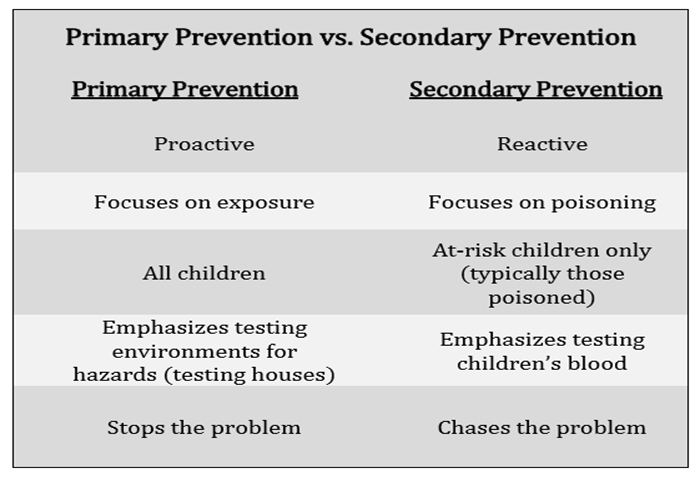 Primary Prevention vs. Secondary Prevention
Primary Prevention
Secondary Prevention
Proactive
Reactive
Focuses on exposure
Focuses on poisoning
All children
At-risk children only
(typically those
poisoned)
Emphasizes testing
environments for
hazards (testing houses)
Emphasizes testing
children’s blood
Stops the problem
Chases the problem